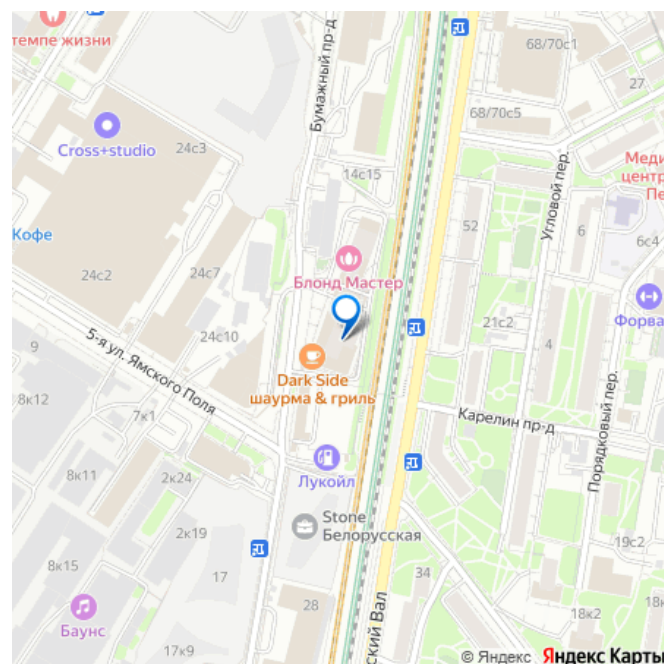 темпе жизни
68/70с1
27
Бумажный пр-д
68/70с5
Cross+studio
24с3
Меди
центр
Пе
14с15
Угловой пер.
52
6
6с4
Кофе
Блонд Мастер
24с2
24с7
Форва
21с2
24с10
4
5-я ул. Ямского Поля
9
Dark Side
шаурма & гриль
8к12
7к1
Карелин пр-д
Порядковый пер.
8к11
2к24
Лукойл
Stone
Белорусская
2к19
19с2
8к15
17
34
ский Вал
28
18к2
18
Баунс
17к9
© Яндекс Яндекс Карты